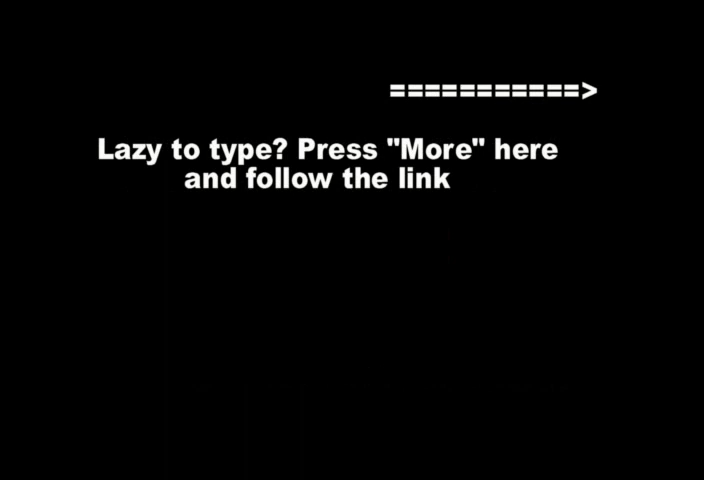 ===========>
Lazy to type? Press "More" here
and follow the link